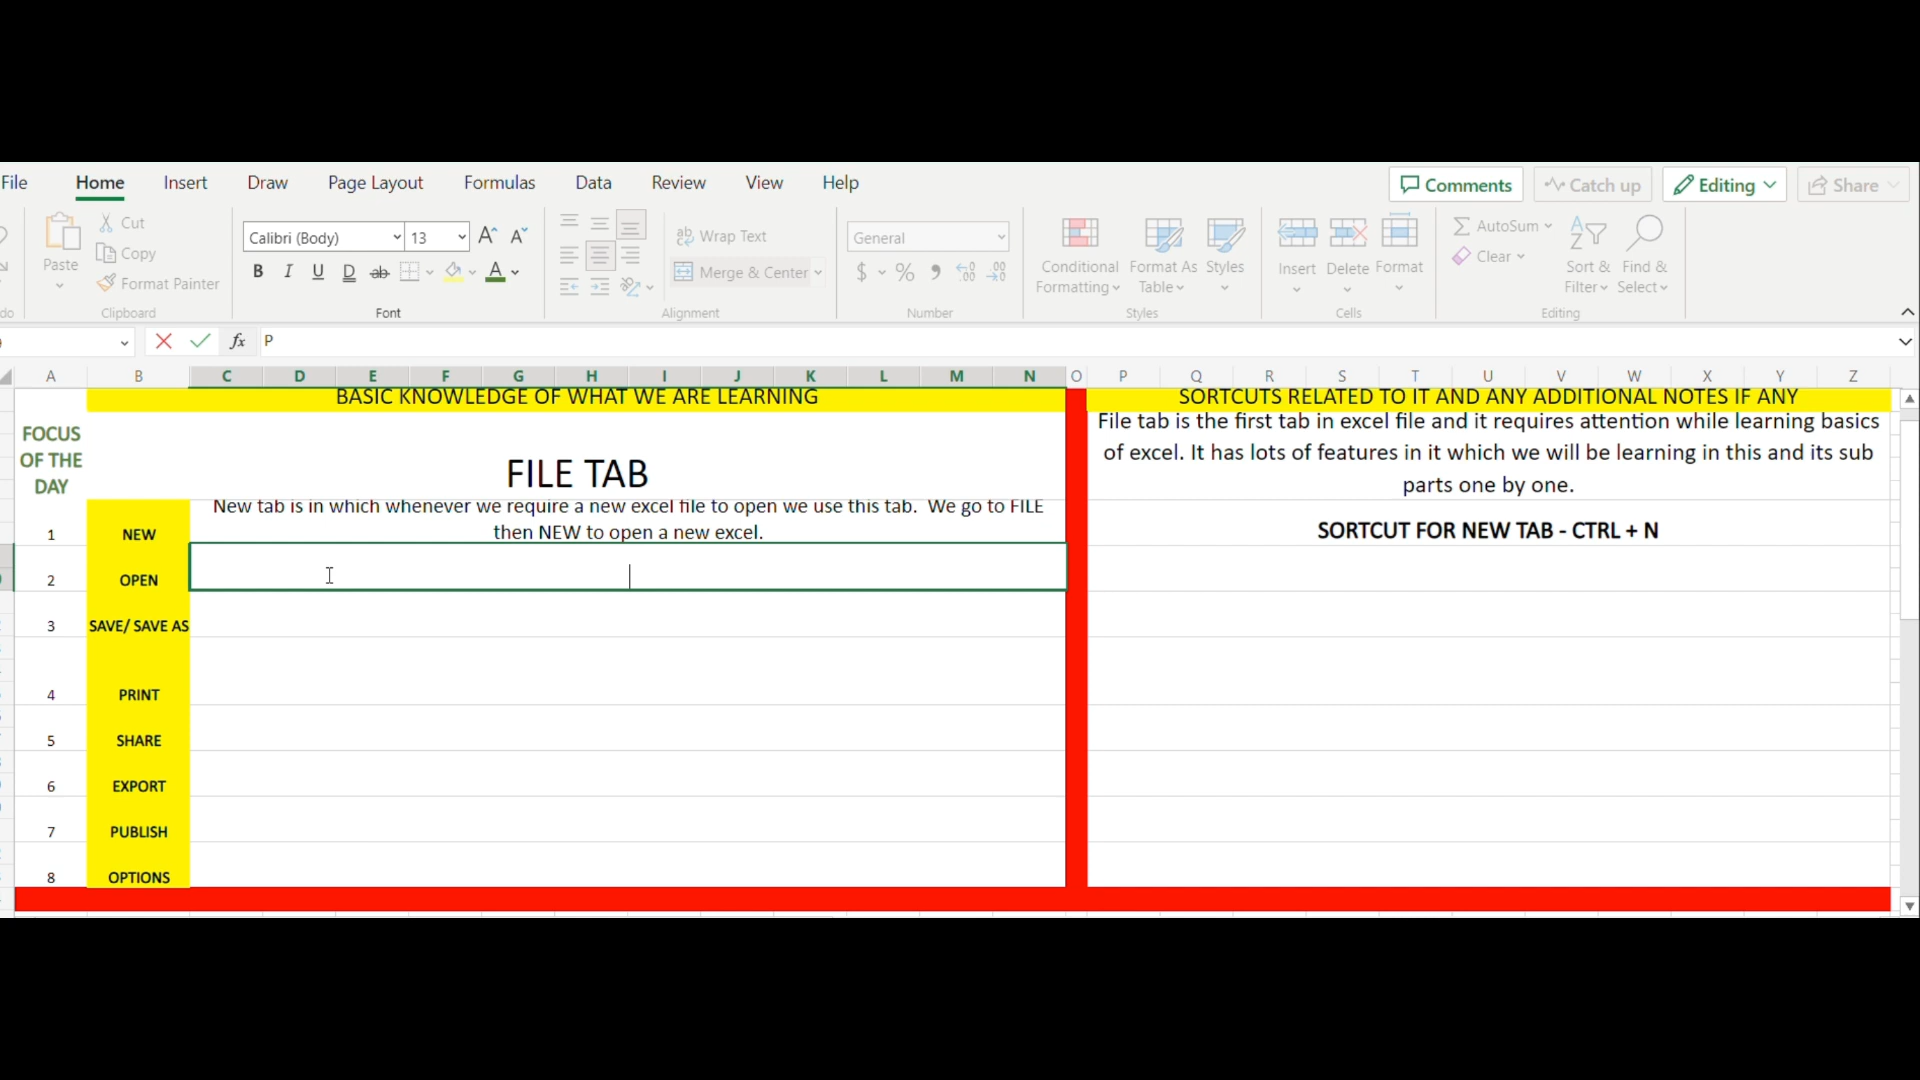 File Home Insert Draw Page Layout Formulas Data Review View Help Comments Catch up Editing Share
Paste Cut Copy Format Painter Clipboard
Calibri (Body) 13 A A
B I U D ab A Font
Wrap Text
Merge & Center
Alignment
General
$ % 9 .00 .00
Number
Conditional Formatting Format As Table Styles
Styles
Insert Delete Format
Cells
AutoSum
Clear
Sort & Filter Find & Select
Editing
fx P
A B C D E F G H I J K L M N O P Q R S T U V W X Y Z
BASIC KNOWLEDGE OF WHAT WE ARE LEARNING
SORTCUTS RELATED TO IT AND ANY ADDITIONAL NOTES IF ANY
FOCUS
OF THE
DAY
FILE TAB
File tab is the first tab in excel file and it requires attention while learning basics
of excel. It has lots of features in it which we will be learning in this and its sub
parts one by one.
1 NEW
New tab is in which whenever we require a new excel file to open we use this tab. We go to FILE
then NEW to open a new excel.
SORTCUT FOR NEW TAB - CTRL + N
2 OPEN
3 SAVE/ SAVE AS
4 PRINT
5 SHARE
6 EXPORT
7 PUBLISH
8 OPTIONS